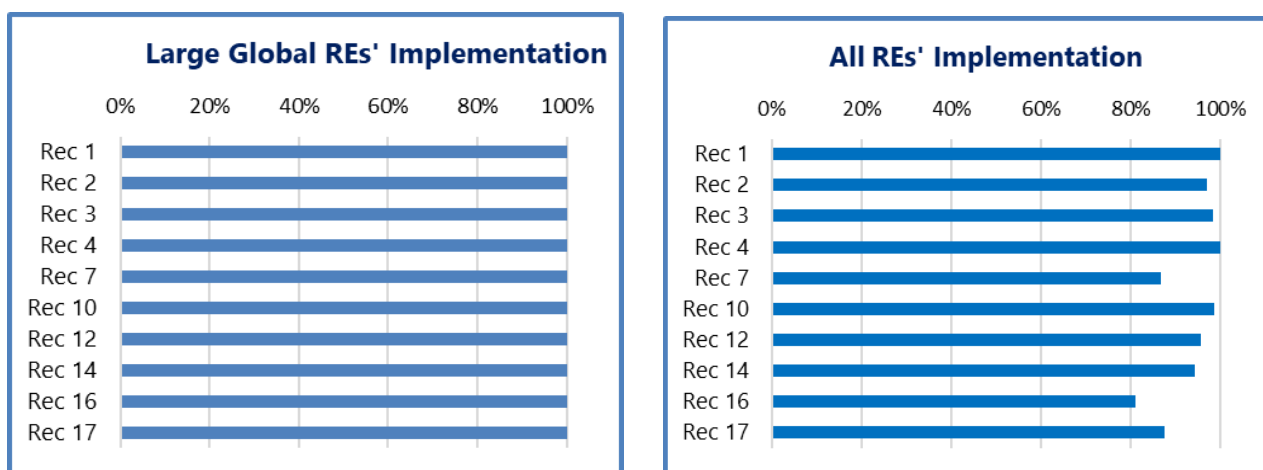 Large Global REs' Implementation
0% 20% 40% 60% 80% 100%
Rec 1
Rec 2
Rec 3
Rec 4
Rec 7
Rec 10
Rec 12
Rec 14
Rec 16
Rec 17
All REs' Implementation
0% 20% 40% 60% 80% 100%
Rec 1
Rec 2
Rec 3
Rec 4
Rec 7
Rec 10
Rec 12
Rec 14
Rec 16
Rec 17